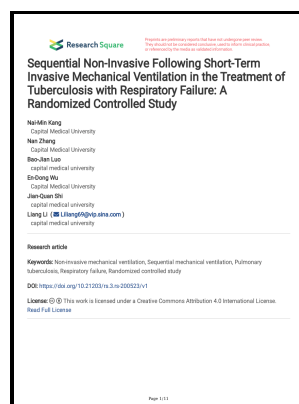 Research Square
Preprints are preliminary reports that have not undergone peer review.
They should not be considered conclusive, used to inform clinical practice,
or referenced by the media as validated information.
Sequential Non-Invasive Following Short-Term
Invasive Mechanical Ventilation in the Treatment of
Tuberculosis with Respiratory Failure: A
Randomized Controlled Study
Nai-Min Kang
Capital Medical University
Nan Zhang
Capital Medical University
Bao-Jian Luo
Capital Medical University
En-Dong Wu
Capital Medical University
Jian-Quan Shi
capital medical university
Liang Li ( Liliang69@vip.sina.com )
capital medical university
Research article
Keywords: Non-invasive mechanical ventilation, Sequential mechanical ventilation, Pulmonary
tuberculosis, Respiratory failure, Randomized controlled study
DOI: https://doi.org/10.21203/rs.3.rs-200523/v1
License: This work is licensed under a Creative Commons Attribution 4.0 International License.
Read Full License
Page 1/11